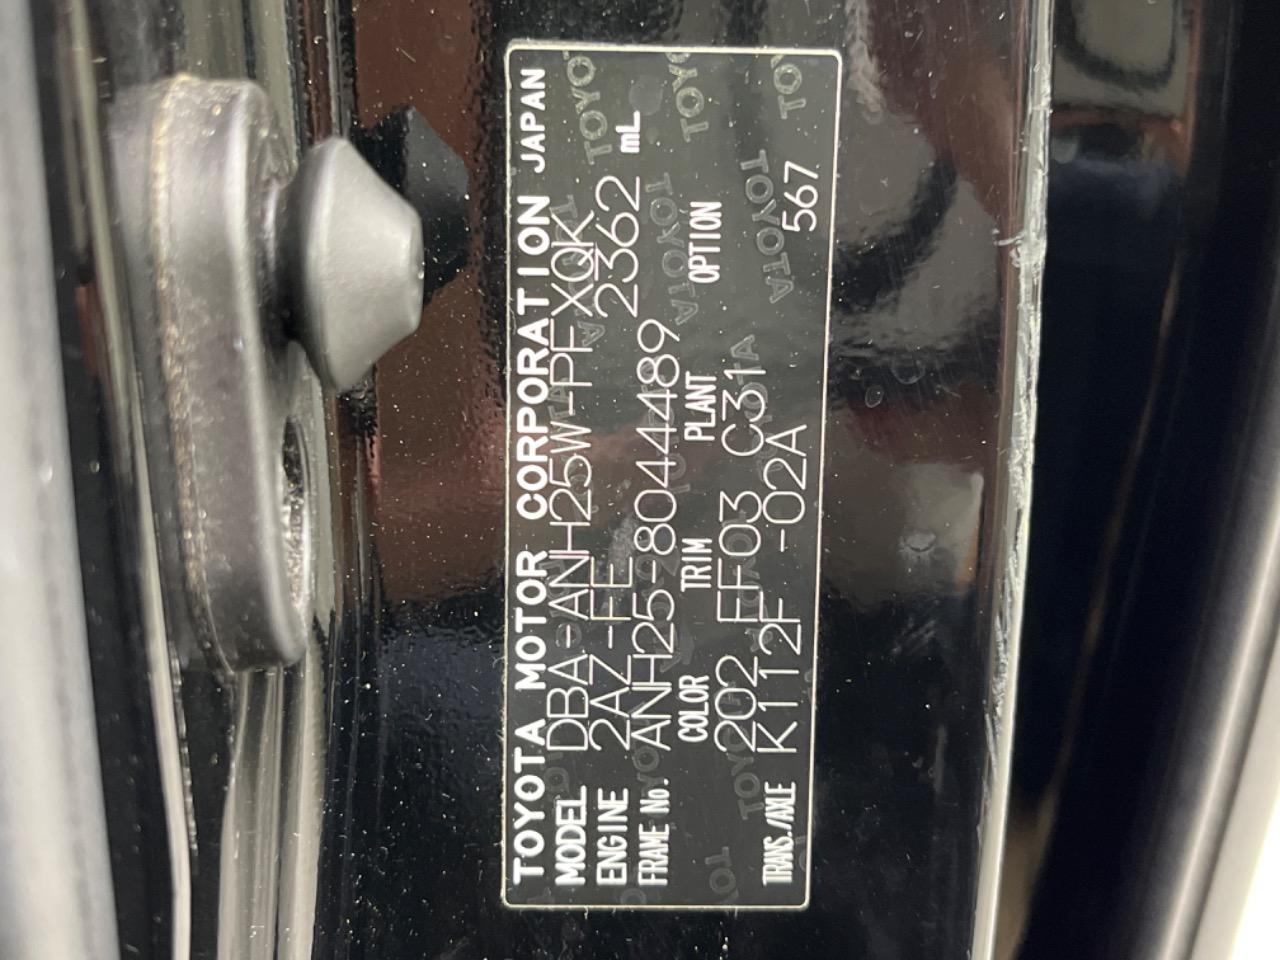 TOYOTA MOTOR CORPORATION JAPAN
MODEL DBA-ANH25W-PFXQK
ENGINE 2AZ-FE 2362 mL
FRAME No. ANH25-8044489
COLOR TRIM PLANT OPTION
202 EF03 C31
TRANS./AXLE K112F -02A 567